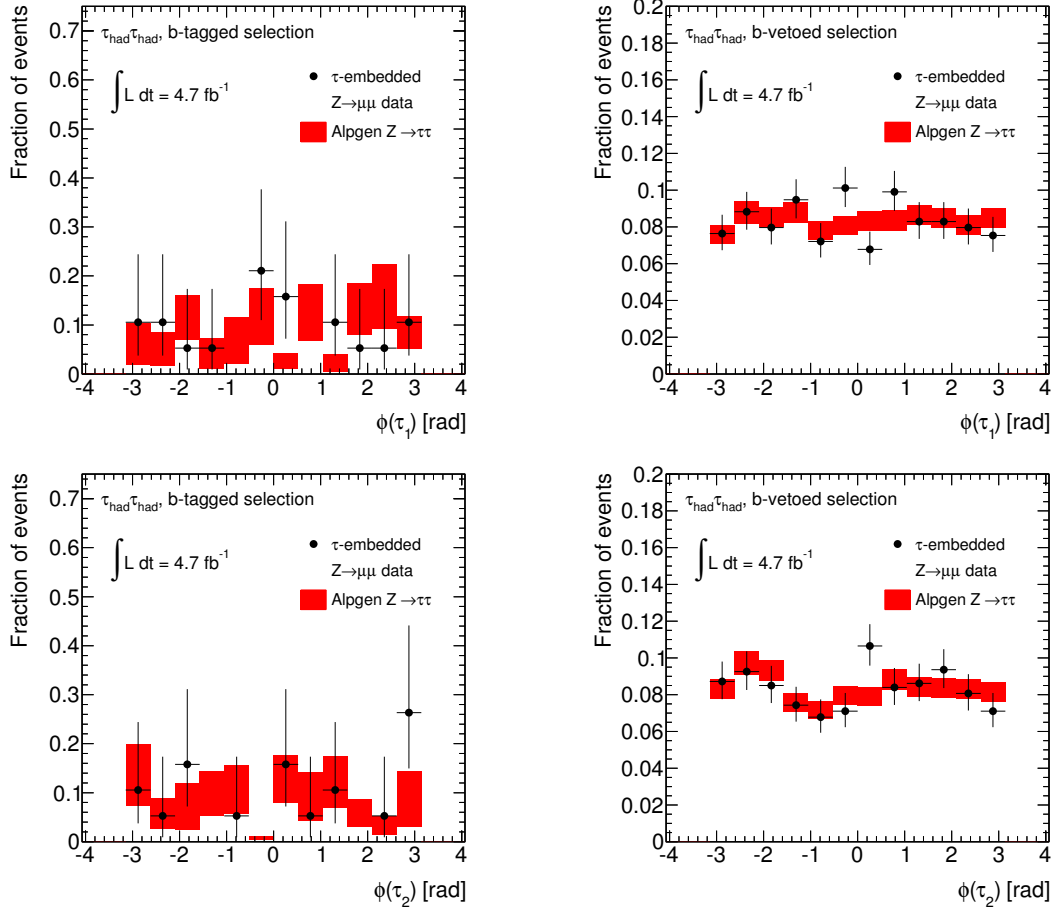 Fraction of events
0.7
0.6
0.5
0.4
0.3
0.2
0.1
0
τhadτhad, b-tagged selection
∫ L dt = 4.7 fb⁻¹
τ-embedded
Z→μμ data
Alpgen Z→ττ
-4 -3 -2 -1 0 1 2 3 4
ϕ(τ₁) [rad]
Fraction of events
0.2
0.18
0.16
0.14
0.12
0.1
0.08
0.06
0.04
0.02
0
τhadτhad, b-vetoed selection
∫ L dt = 4.7 fb⁻¹
τ-embedded
Z→μμ data
Alpgen Z→ττ
-4 -3 -2 -1 0 1 2 3 4
ϕ(τ₁) [rad]
Fraction of events
0.7
0.6
0.5
0.4
0.3
0.2
0.1
0
τhadτhad, b-tagged selection
∫ L dt = 4.7 fb⁻¹
τ-embedded
Z→μμ data
Alpgen Z→ττ
-4 -3 -2 -1 0 1 2 3 4
ϕ(τ₂) [rad]
Fraction of events
0.2
0.18
0.16
0.14
0.12
0.1
0.08
0.06
0.04
0.02
0
τhadτhad, b-vetoed selection
∫ L dt = 4.7 fb⁻¹
τ-embedded
Z→μμ data
Alpgen Z→ττ
-4 -3 -2 -1 0 1 2 3 4
ϕ(τ₂) [rad]